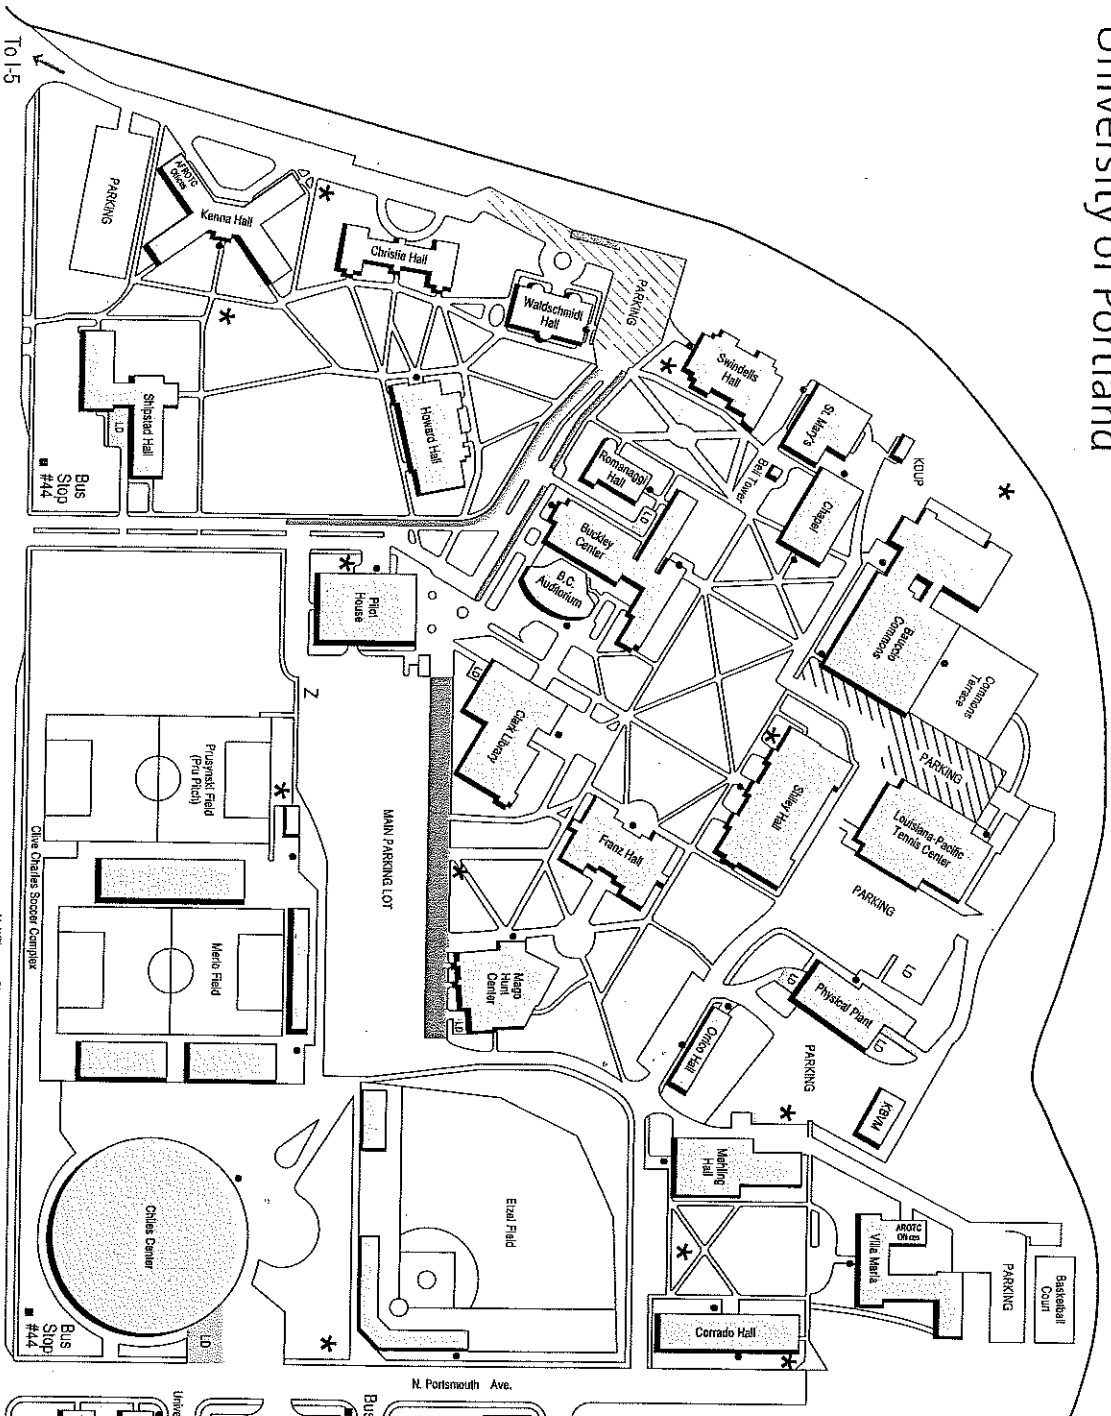 University of Portland
To I-5
PARKING
AFROTC
Offices
Kenna Hall
Christie Hall
Waldschmidt
Hall
PARKING
Swindells
Hall
St. Mary's
KDUP
Bell Tower
Chapel
Howard Hall
Romanaggi
Hall
LD
Buckley
Center
B.C.
Auditorium
Shipstad Hall
LD
Bus
Stop
#44
Pilot
House
Bauccio
Commons
Commons
Terrace
PARKING
LD
Clark Library
Shiley Hall
Louisiana-Pacific
Tennis Center
PARKING
Franz Hall
Z
Prusynski Field
(Pru Pitch)
MAIN PARKING LOT
Clive Charles Soccer Complex
Merlo Field
Z
Mago
Hunt
Center
LD
LD
LD
Physical Plant
LD
Orrico Hall
PARKING
KBVM
Mehling
Hall
AROTC
Offices
Villa Maria
PARKING
Basketball
Court
Etzel Field
Chiles Center
Corrado Hall
LD
Bus
Stop
#44
N. Portsmouth Ave.
Bus